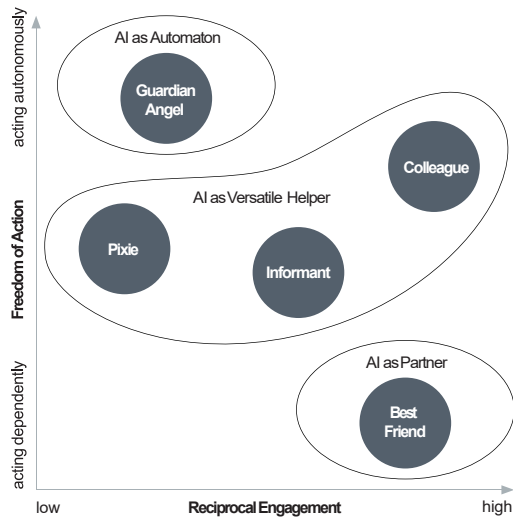 acting autonomously
Freedom of Action
acting dependently
AI as Automaton
Guardian
Angel
Colleague
AI as Versatile Helper
Pixie
Informant
AI as Partner
Best
Friend
low
Reciprocal Engagement
high